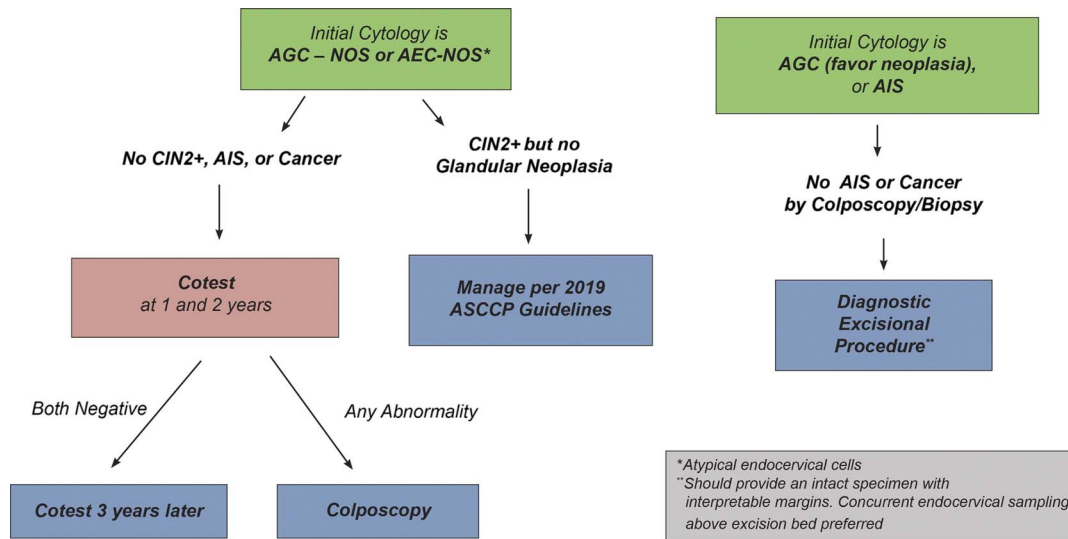 Initial Cytology is
AGC – NOS or AEC-NOS*
No CIN2+, AIS, or Cancer
CIN2+ but no
Glandular Neoplasia
Cotest
at 1 and 2 years
Manage per 2019
ASCCP Guidelines
Both Negative
Any Abnormality
Cotest 3 years later
Colposcopy
Initial Cytology is
AGC (favor neoplasia),
or AIS
No AIS or Cancer
by Colposcopy/Biopsy
Diagnostic
Excisional
Procedure**
*Atypical endocervical cells
**Should provide an intact specimen with
interpretable margins. Concurrent endocervical sampling
above excision bed preferred